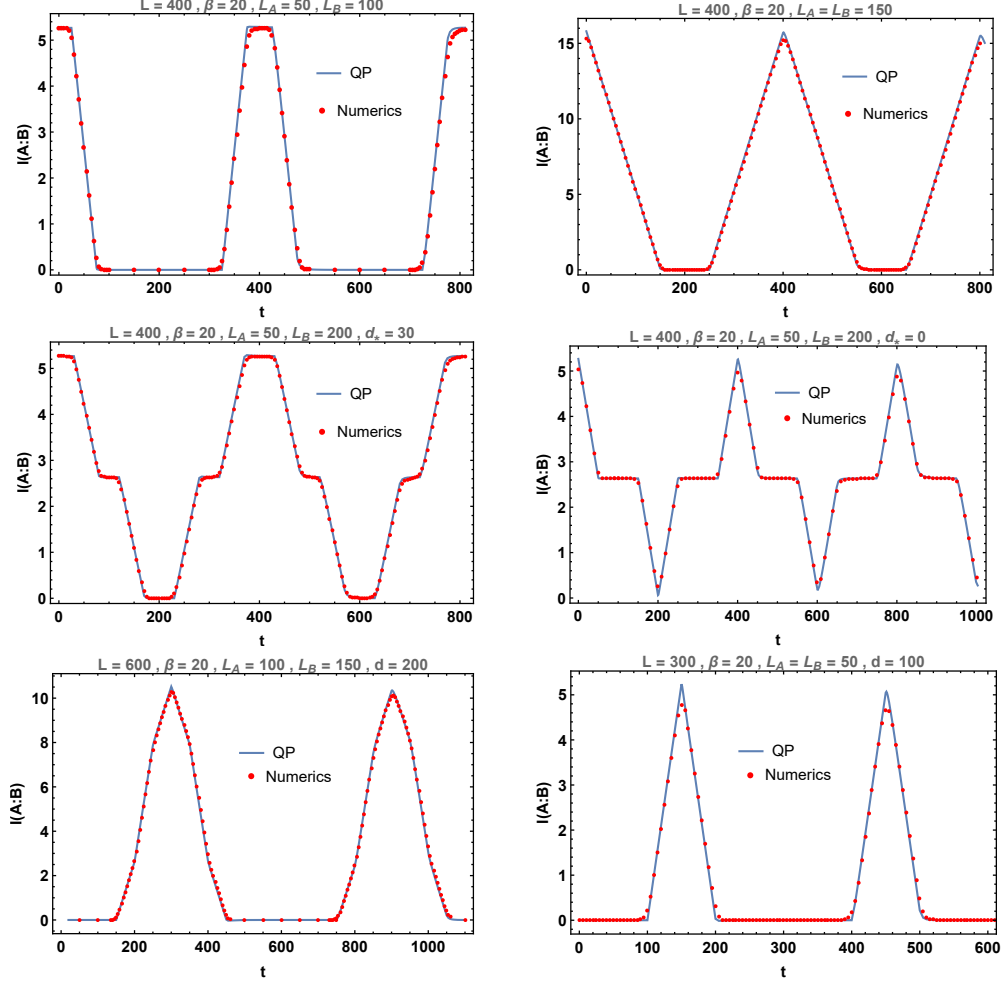 L = 400 , β = 20 , L_A = 50 , L_B = 100
I(A:B)
5
4
3
2
1
0
QP
Numerics
0 200 400 600 800
t
L = 400 , β = 20 , L_A = L_B = 150
I(A:B)
15
10
5
0
QP
Numerics
0 200 400 600 800
t
L = 400 , β = 20 , L_A = 50 , L_B = 200 , d_* = 30
I(A:B)
5
4
3
2
1
0
QP
Numerics
0 200 400 600 800
t
L = 400 , β = 20 , L_A = 50 , L_B = 200 , d_* = 0
I(A:B)
5
4
3
2
1
0
QP
Numerics
0 200 400 600 800 1000
t
L = 600 , β = 20 , L_A = 100 , L_B = 150 , d = 200
I(A:B)
10
8
6
4
2
0
QP
Numerics
0 200 400 600 800 1000
t
L = 300 , β = 20 , L_A = L_B = 50 , d = 100
I(A:B)
5
4
3
2
1
0
QP
Numerics
0 100 200 300 400 500 600
t